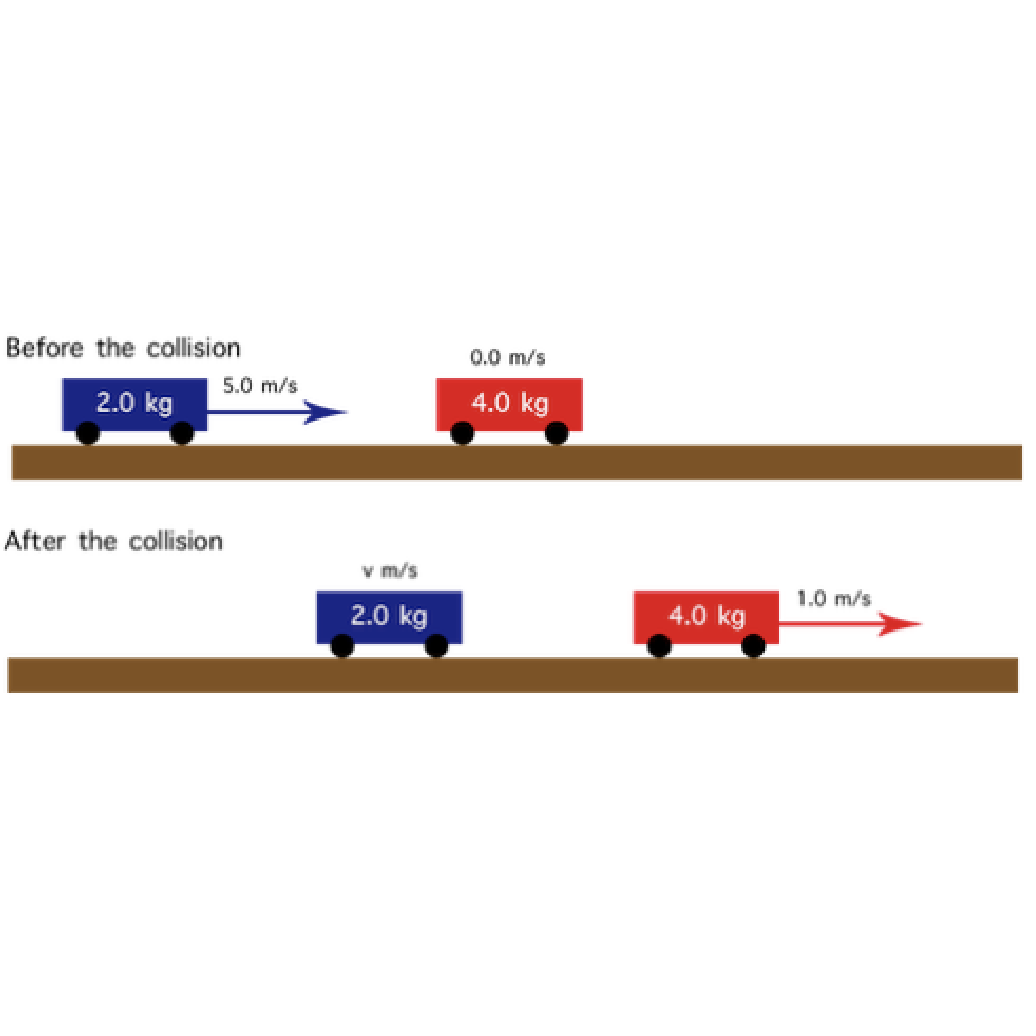 Before the collision
0.0 m/s
5.0 m/s
2.0 kg
4.0 kg
After the collision
v m/s
1.0 m/s
2.0 kg
4.0 kg